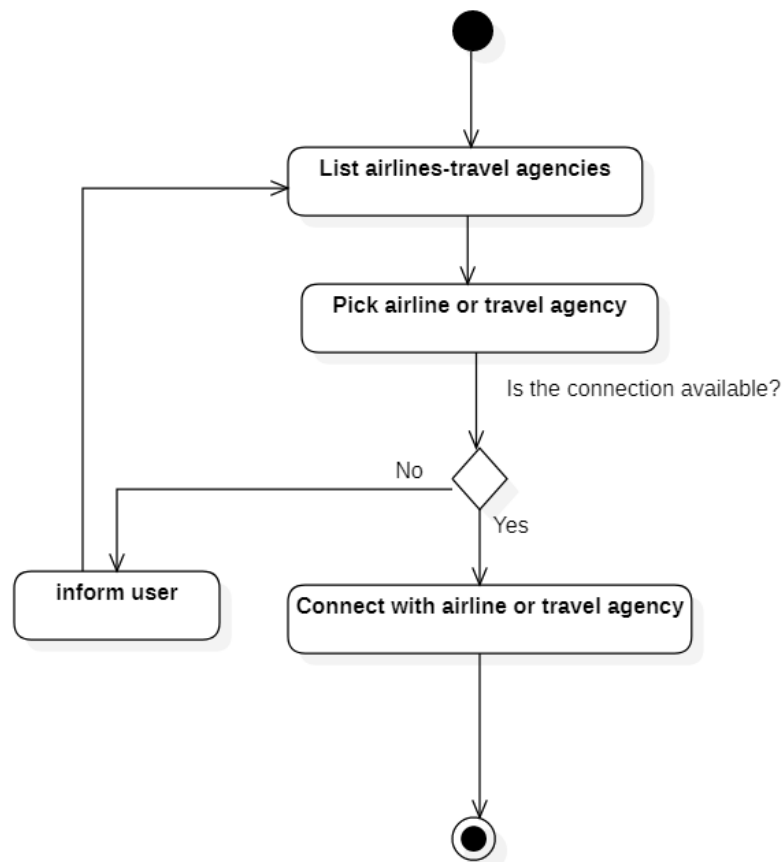 List airlines-travel agencies
Pick airline or travel agency
Is the connection available?
No
Yes
inform user
Connect with airline or travel agency